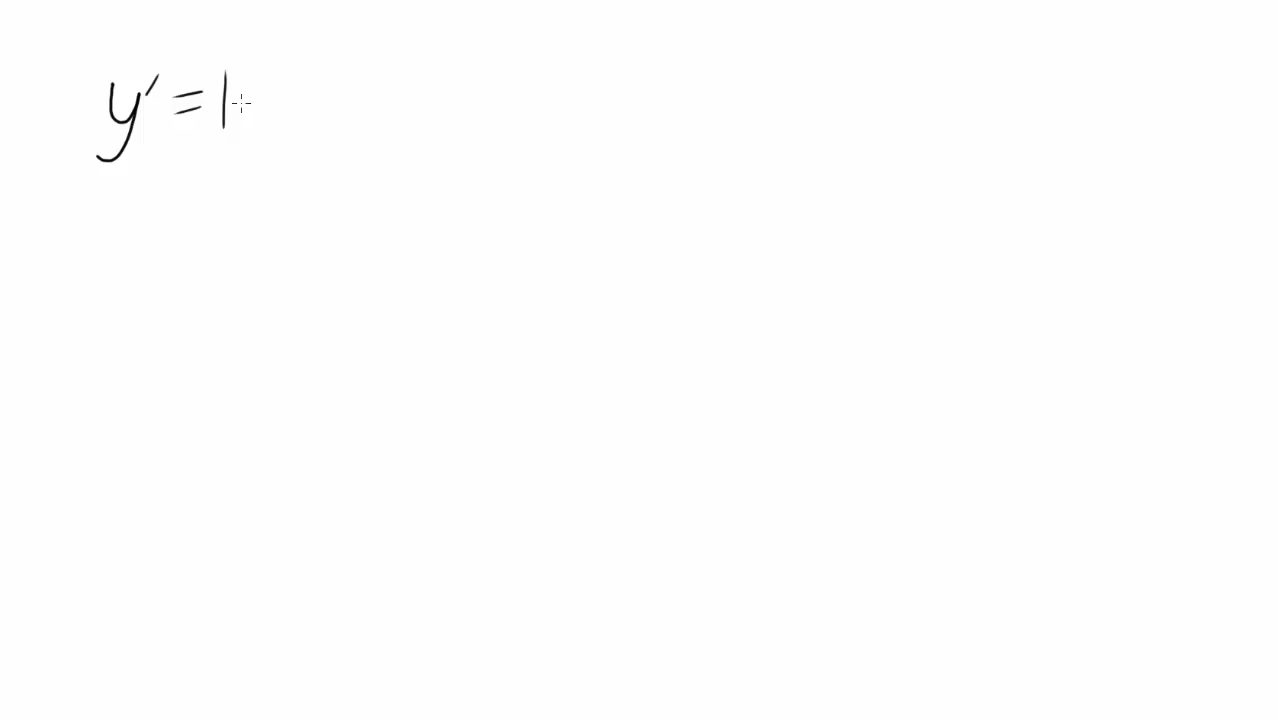 y' = 1